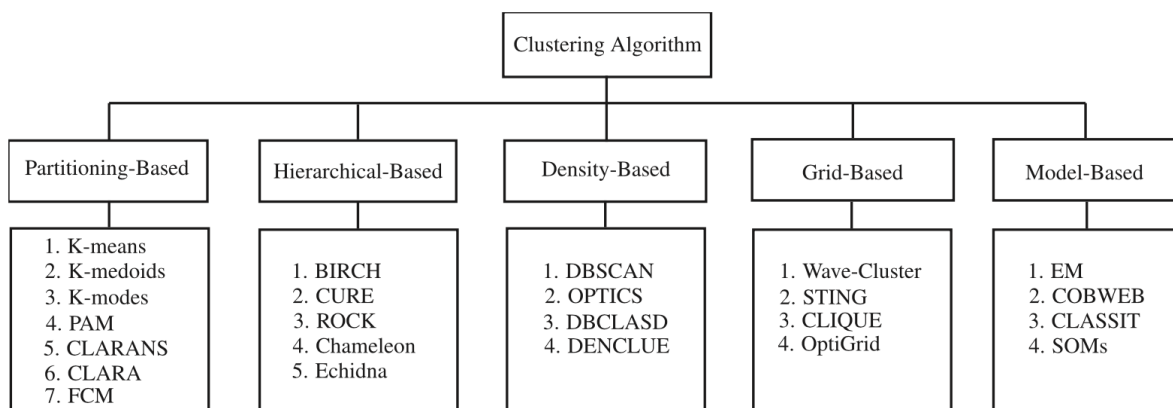 Clustering Algorithm
Partitioning-Based
Hierarchical-Based
Density-Based
Grid-Based
Model-Based
1. K-means
2. K-medoids
3. K-modes
4. PAM
5. CLARANS
6. CLARA
7. FCM
1. BIRCH
2. CURE
3. ROCK
4. Chameleon
5. Echidna
1. DBSCAN
2. OPTICS
3. DBCLASD
4. DENCLUE
1. Wave-Cluster
2. STING
3. CLIQUE
4. OptiGrid
1. EM
2. COBWEB
3. CLASSIT
4. SOMs